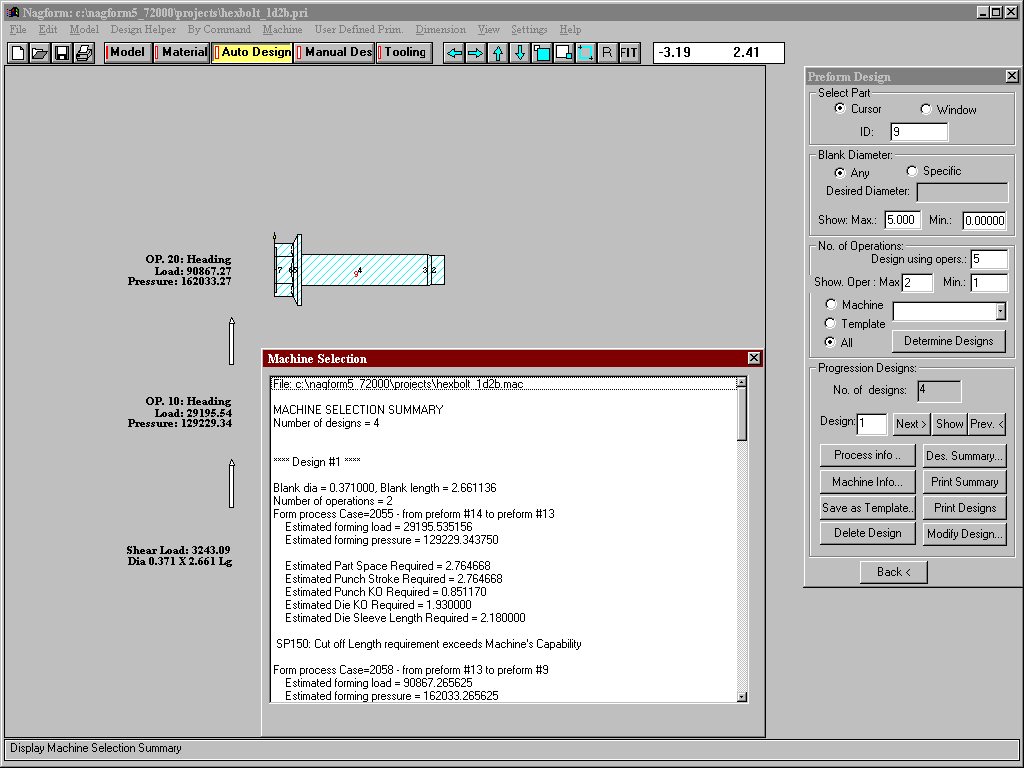 Nagform: c:\nagform5_72000\projects\hexbolt_1d2b.pri
File Edit Model Design Helper By Command Machine User Defined Prim. Dimension View Settings Help
Model Material Auto Design Manual Des Tooling R FIT -3.19 2.41
Preform Design
Select Part
Cursor Window
ID: 9
Blank Diameter:
Any Specific
Desired Diameter:
Show: Max.: 5.000 Min.: 0.00000
No. of Operations:
Design using opers.: 5
Show. Oper : Max 2 Min.: 1
Machine
Template
All Determine Designs
Progression Designs:
No. of designs: 4
Design: 1 Next > Show Prev. <
Process info .. Des. Summary...
Machine Info... Print Summary
Save as Template.. Print Designs
Delete Design Modify Design...
Back <
OP. 20: Heading
Load: 90867.27
Pressure: 162033.27
7 6 5 4 3 2
OP. 10: Heading
Load: 29195.54
Pressure: 129229.34
Shear Load: 3243.09
Dia 0.371 X 2.661 Lg
Machine Selection
File: c:\nagform5_72000\projects\hexbolt_1d2b.mac
MACHINE SELECTION SUMMARY
Number of designs = 4
**** Design #1 ****
Blank dia = 0.371000, Blank length = 2.661136
Number of operations = 2
Form process Case=2055 - from preform #14 to preform #13
Estimated forming load = 29195.535156
Estimated forming pressure = 129229.343750
Estimated Part Space Required = 2.764668
Estimated Punch Stroke Required = 2.764668
Estimated Punch KO Required = 0.851170
Estimated Die KO Required = 1.930000
Estimated Die Sleeve Length Required = 2.180000
SP150: Cut off Length requirement exceeds Machine's Capability
Form process Case=2058 - from preform #13 to preform #9
Estimated forming load = 90867.265625
Estimated forming pressure = 162033.265625
Display Machine Selection Summary